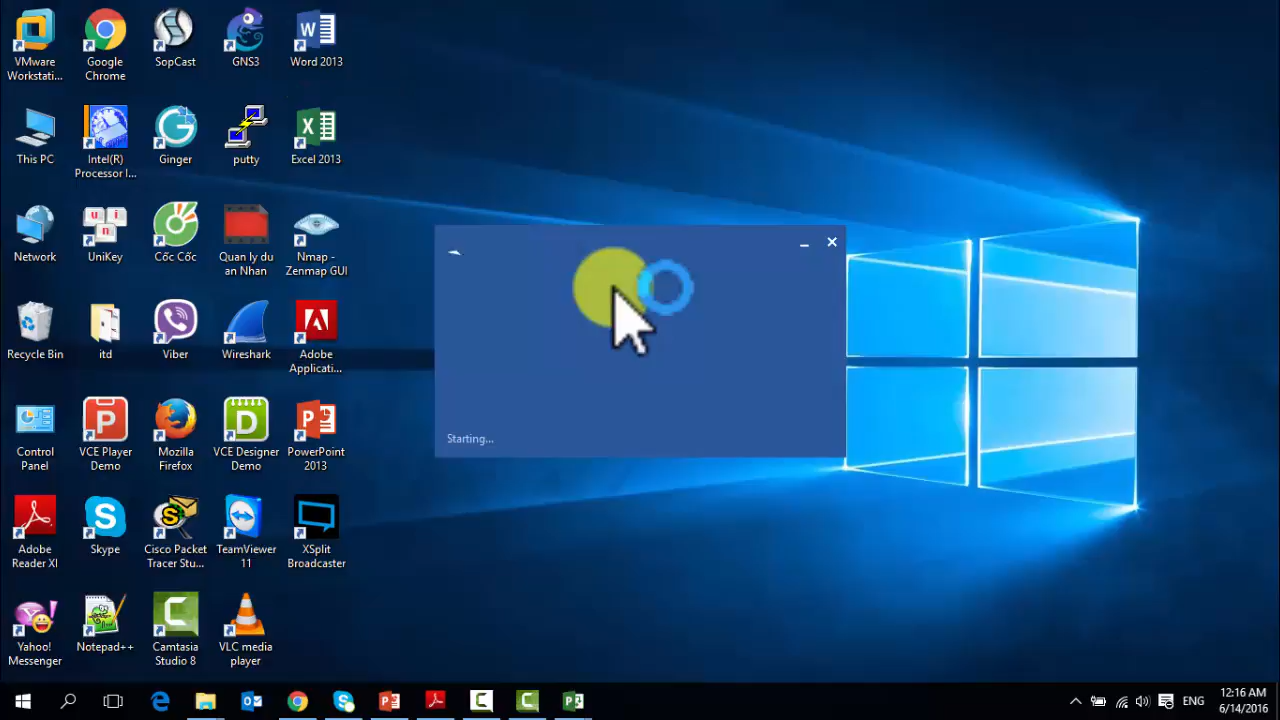 VMware
Workstati...
Google
Chrome
SopCast
GNS3
Word 2013
This PC
Intel(R)
Processor I...
Ginger
putty
Excel 2013
Network
UniKey
Cốc Cốc
Quan ly du
an Nhan
Nmap -
Zenmap GUI
Recycle Bin
itd
Viber
Wireshark
Adobe
Applicati...
Control
Panel
VCE Player
Demo
Mozilla
Firefox
VCE Designer
Demo
PowerPoint
2013
Adobe
Reader XI
Skype
Cisco Packet
Tracer Stu...
TeamViewer
11
XSplit
Broadcaster
Yahoo!
Messenger
Notepad++
Camtasia
Studio 8
VLC media
player
Starting...
ENG
12:16 AM
6/14/2016